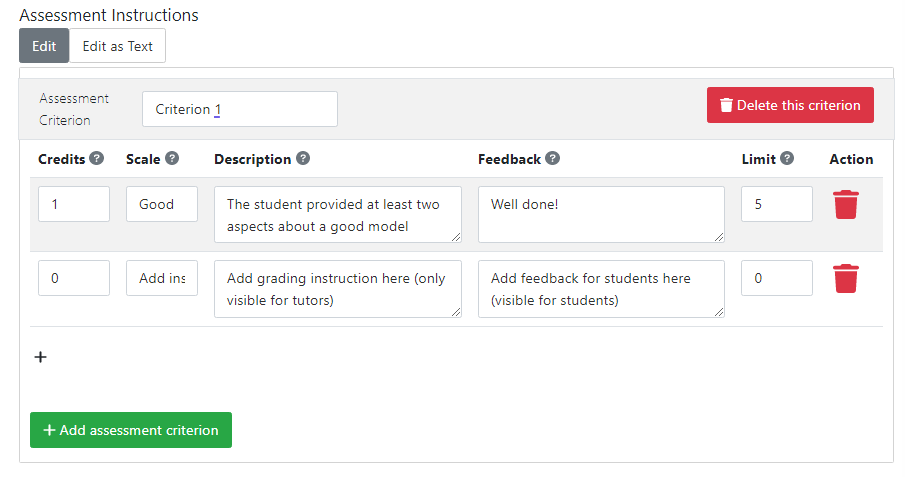 Assessment Instructions
Edit Edit as Text
Assessment
Criterion
Criterion 1
Delete this criterion
Credits ? Scale ? Description ? Feedback ? Limit ? Action
1 Good The student provided at least two Well done! 5
aspects about a good model
0 Add ins Add grading instruction here (only Add feedback for students here 0
visible for tutors) (visible for students)
+
+ Add assessment criterion